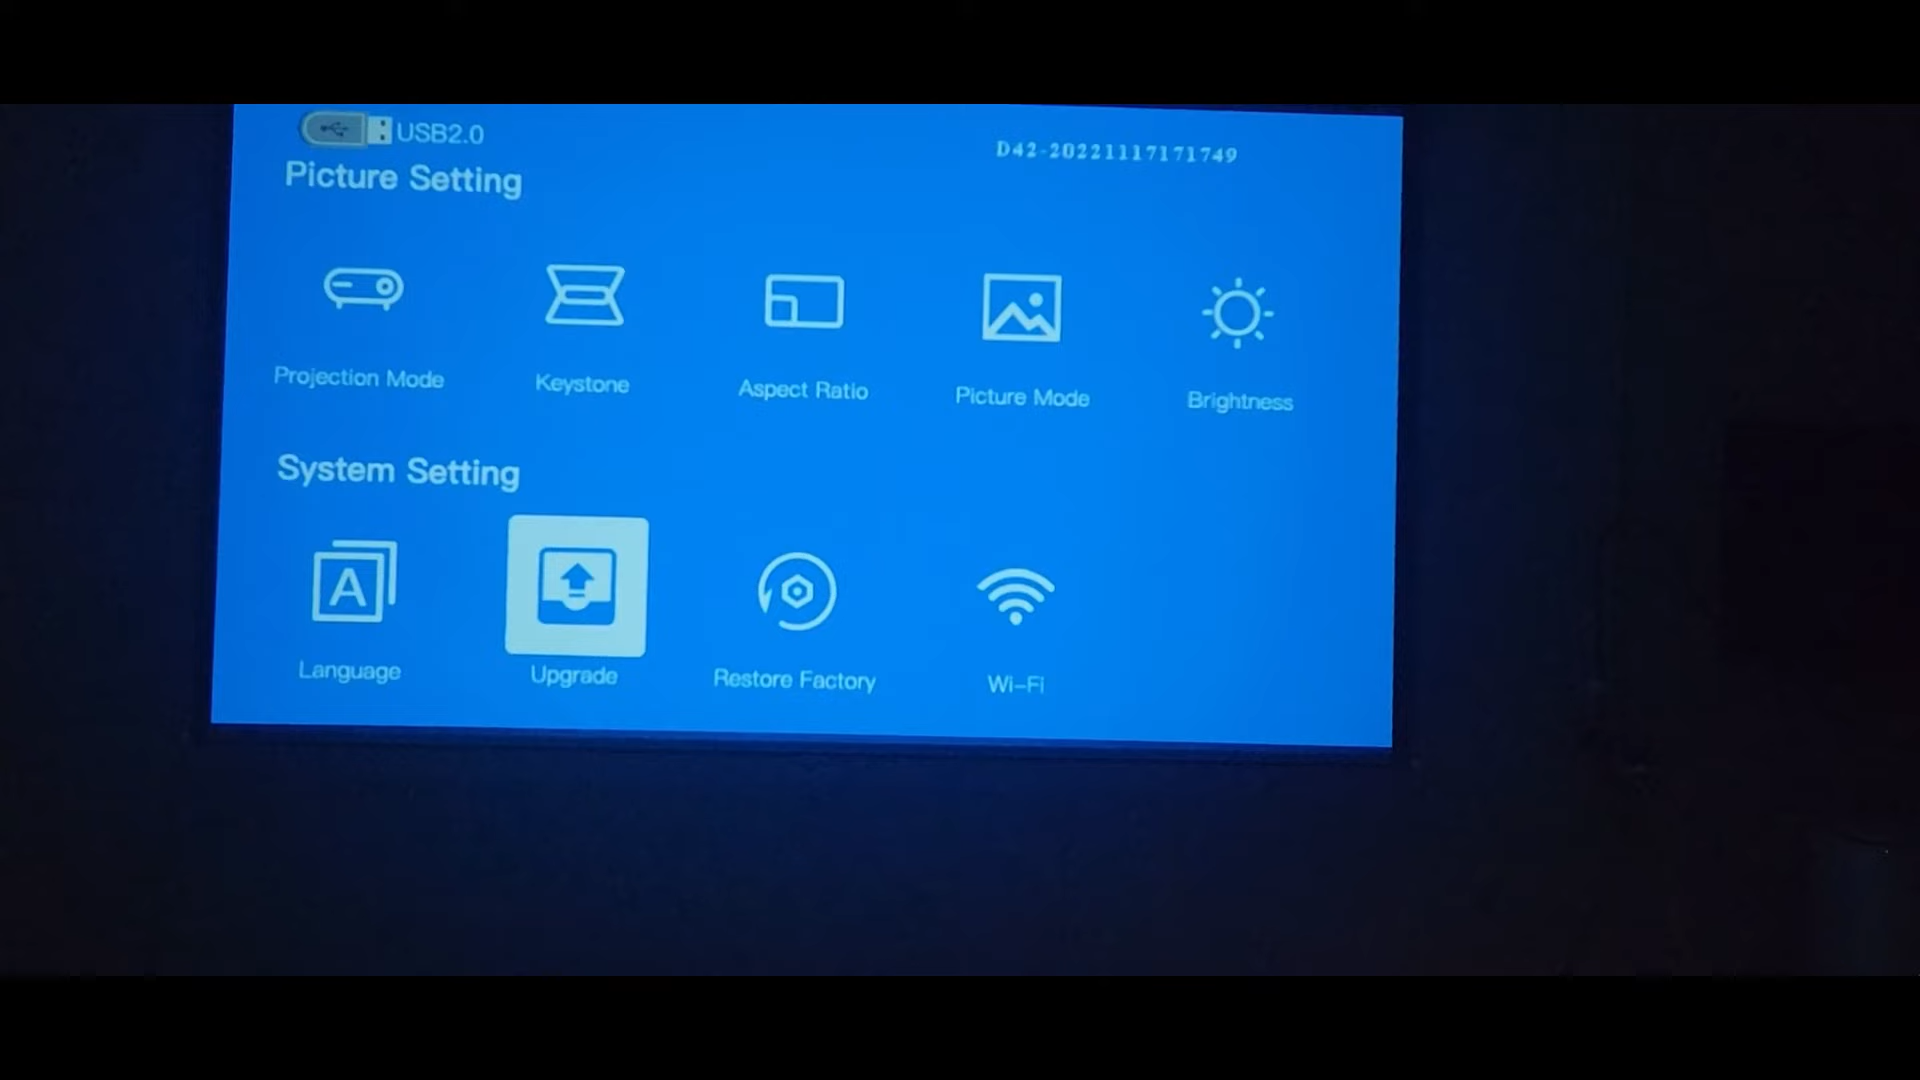 USB2.0
D42-20221117171749
Picture Setting
Projection Mode
Keystone
Aspect Ratio
Picture Mode
Brightness
System Setting
A
Language
Upgrade
Restore Factory
Wi-Fi